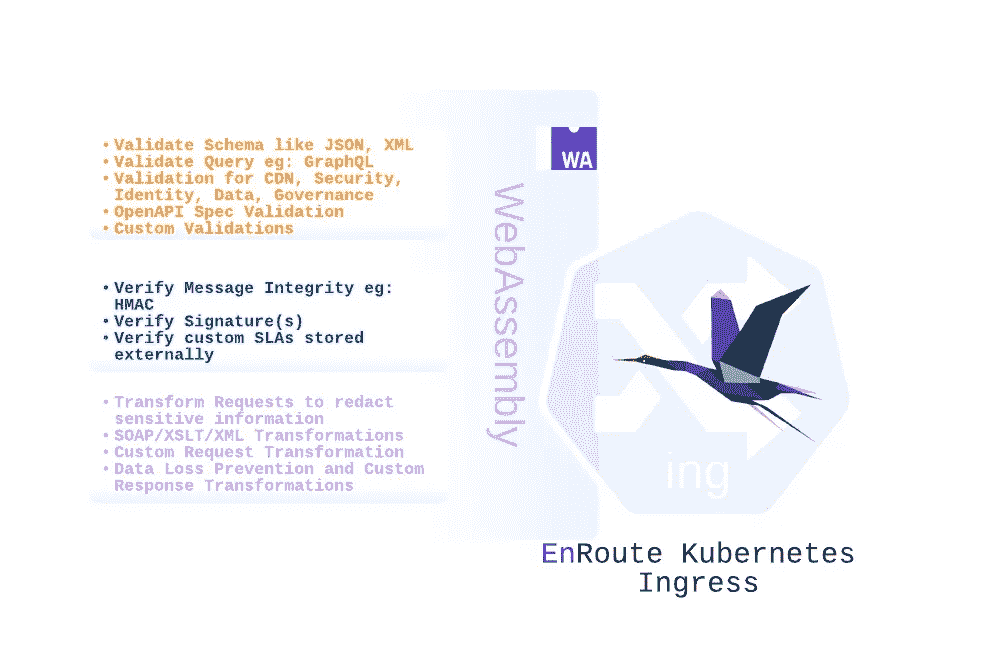 • Validate Schema like JSON, XML
• Validate Query eg: GraphQL
• Validation for CDN, Security,
Identity, Data, Governance
• OpenAPI Spec Validation
• Custom Validations
• Verify Message Integrity eg:
HMAC
• Verify Signature(s)
• Verify custom SLAs stored
externally
• Transform Requests to redact
sensitive information
• SOAP/XSLT/XML Transformations
• Custom Request Transformation
• Data Loss Prevention and Custom
Response Transformations
WA
WebAssembly
ing
EnRoute Kubernetes
Ingress